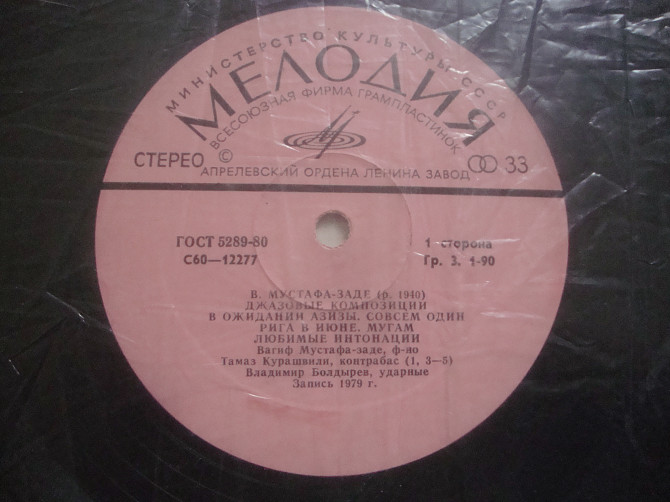 МИНИСТЕРСТВО КУЛЬТУРЫ СССР
МЕЛОДИЯ
ВСЕСОЮЗНАЯ ФИРМА ГРАМПЛАСТИНОК
СТЕРЕО © 33
АПРЕЛЕВСКИЙ ОРДЕНА ЛЕНИНА ЗАВОД
ГОСТ 5289-80 1 сторона
С60—12277 Гр. 3. 1-90
В. МУСТАФА-ЗАДЕ (р. 1940)
ДЖАЗОВЫЕ КОМПОЗИЦИИ
В ОЖИДАНИИ АЗИЗЫ. СОВСЕМ ОДИН
РИГА В ИЮНЕ. МУГАМ
ЛЮБИМЫЕ ИНТОНАЦИИ
Вагиф Мустафа-заде, ф-но
Тамаз Курашвили, контрабас (1, 3—5)
Владимир Болдырев, ударные
Запись 1979 г.